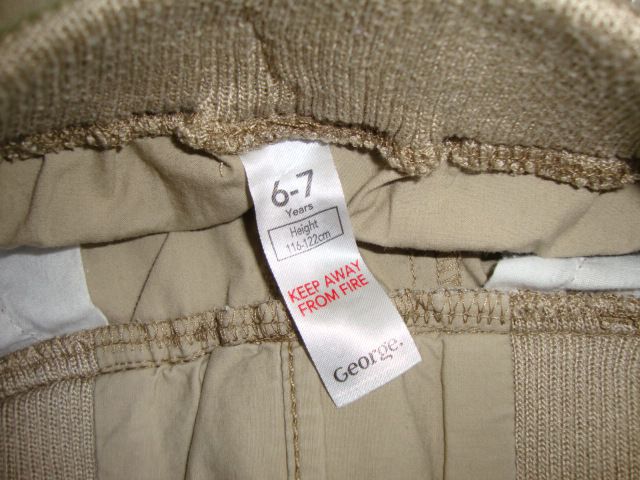 6-7
Years
Height
116-122cm
KEEP AWAY
FROM FIRE
George.